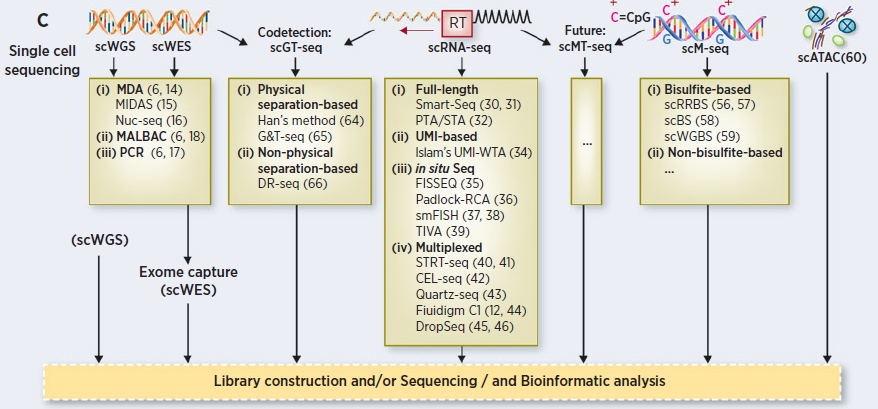 C
Single cell
sequencing
scWGS scWES
Codetection:
scGT-seq
RT
scRNA-seq
Future:
scMT-seq
+
C=CpG
C+
C+
G
G
scM-seq
scATAC(60)
(i) MDA (6, 14)
MIDAS (15)
Nuc-seq (16)
(ii) MALBAC (6, 18)
(iii) PCR (6, 17)
(i) Physical
separation-based
Han's method (64)
G&T-seq (65)
(ii) Non-physical
separation-based
DR-seq (66)
(i) Full-length
Smart-Seq (30, 31)
PTA/STA (32)
(ii) UMI-based
Islam's UMI-WTA (34)
(iii) in situ Seq
FISSEQ (35)
Padlock-RCA (36)
smFISH (37, 38)
TIVA (39)
(iv) Multiplexed
STRT-seq (40, 41)
CEL-seq (42)
Quartz-seq (43)
Fiuidigm C1 (12, 44)
DropSeq (45, 46)
...
(i) Bisulfite-based
scRRBS (56, 57)
scBS (58)
scWGBS (59)
(ii) Non-bisulfite-based
...
(scWGS)
Exome capture
(scWES)
Library construction and/or Sequencing / and Bioinformatic analysis